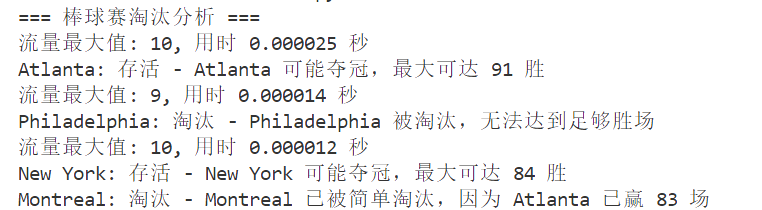 === 棒球赛淘汰分析 ===
流量最大值: 10, 用时 0.000025 秒
Atlanta: 存活 - Atlanta 可能夺冠，最大可达 91 胜
流量最大值: 9, 用时 0.000014 秒
Philadelphia: 淘汰 - Philadelphia 被淘汰，无法达到足够胜场
流量最大值: 10, 用时 0.000012 秒
New York: 存活 - New York 可能夺冠，最大可达 84 胜
Montreal: 淘汰 - Montreal 已被简单淘汰，因为 Atlanta 已赢 83 场